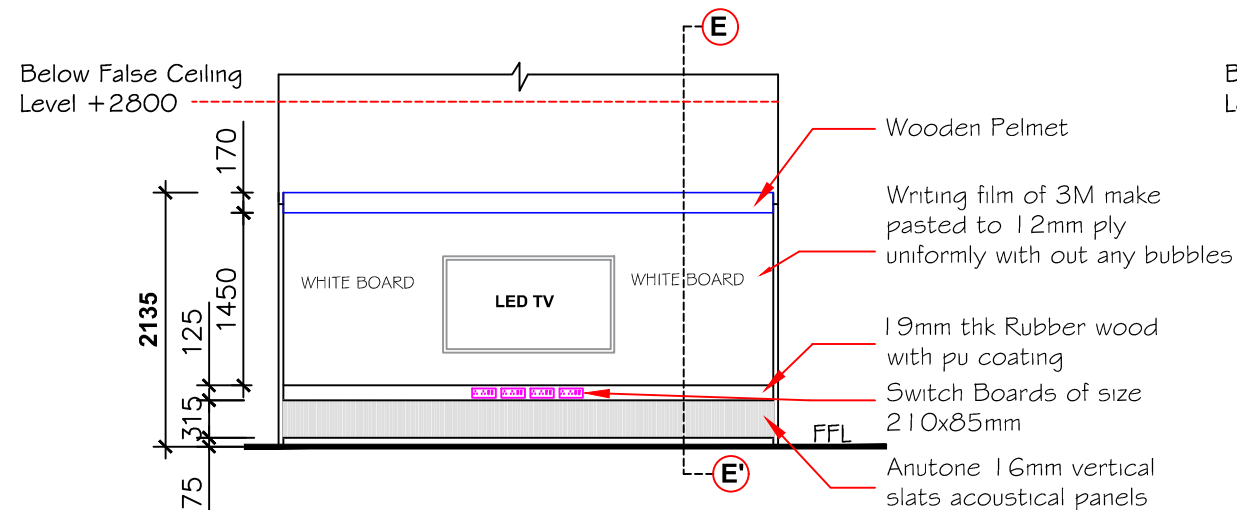 E
Below False Ceiling
Level +2800
B
L
Wooden Pelmet
170
Writing film of 3M make
pasted to 12mm ply
uniformly with out any bubbles
WHITE BOARD
LED TV
WHITE BOARD
1450
2135
125
19mm thk Rubber wood
with pu coating
Switch Boards of size
210x85mm
315
FFL
Anutone 16mm vertical
slats acoustical panels
E'
75